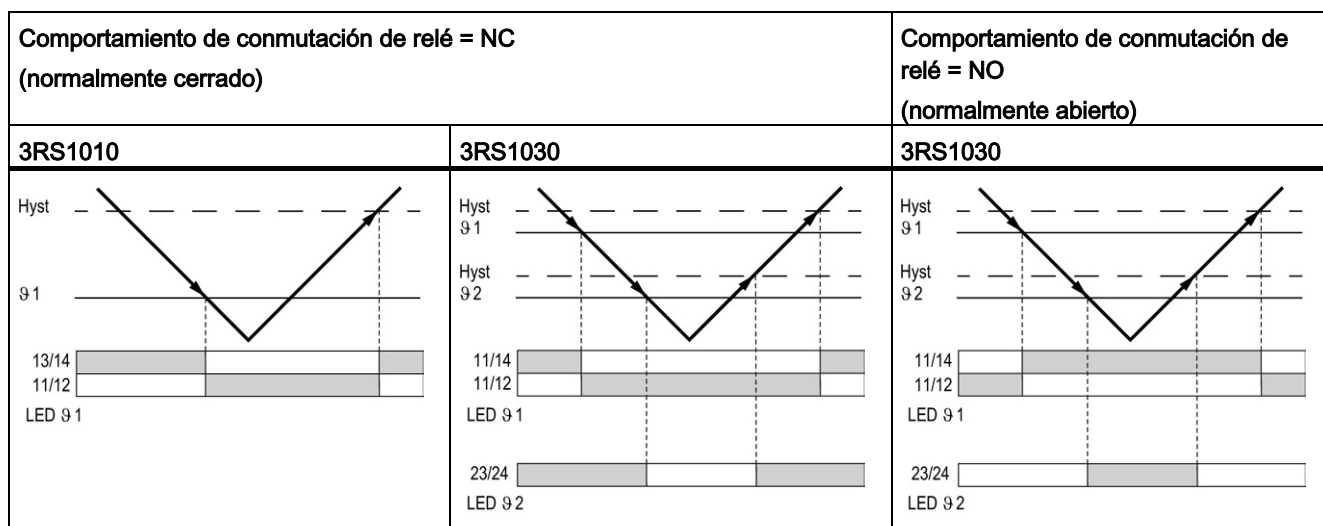 Comportamiento de conmutación de relé = NC
(normalmente cerrado)
Comportamiento de conmutación de
relé = NO
(normalmente abierto)
3RS1010
3RS1030
3RS1030
Hyst
ϑ1
13/14
11/12
LED ϑ1
Hyst
ϑ1
Hyst
ϑ2
11/14
11/12
LED ϑ1
23/24
LED ϑ2
Hyst
ϑ1
Hyst
ϑ2
11/14
11/12
LED ϑ1
23/24
LED ϑ2